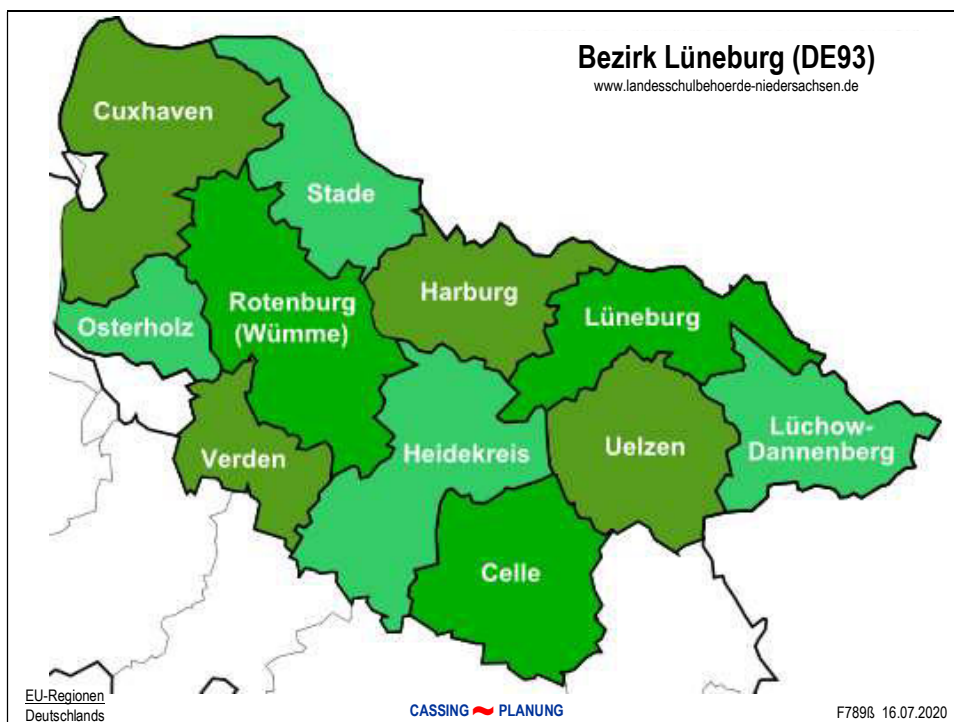 Bezirk Lüneburg (DE93)
www.landesschulbehoerde-niedersachsen.de
Cuxhaven
Stade
Harburg
Rotenburg
(Wümme)
Lüneburg
Osterholz
Lüchow-
Dannenberg
Uelzen
Heidekreis
Verden
Celle
EU-Regionen
Deutschlands
CASSING PLANUNG
F789ß 16.07.2020